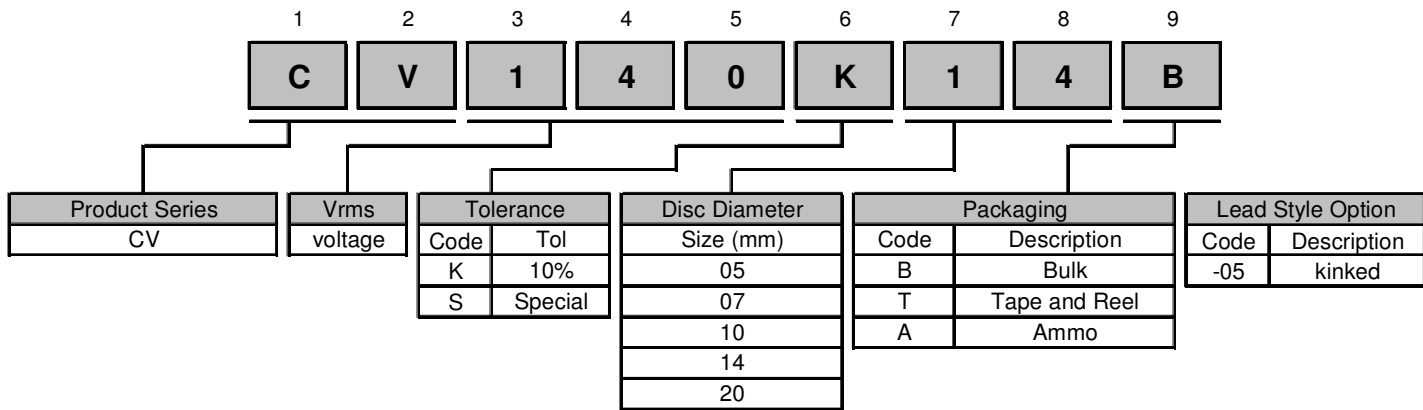 1 2 3 4 5 6 7 8 9
C V 1 4 0 K 1 4 B
Product Series
CV
Vrms
voltage
Tolerance
Code Tol
K 10%
S Special
Disc Diameter
Size (mm)
05
07
10
14
20
Packaging
Code Description
B Bulk
T Tape and Reel
A Ammo
Lead Style Option
Code Description
-05 kinked